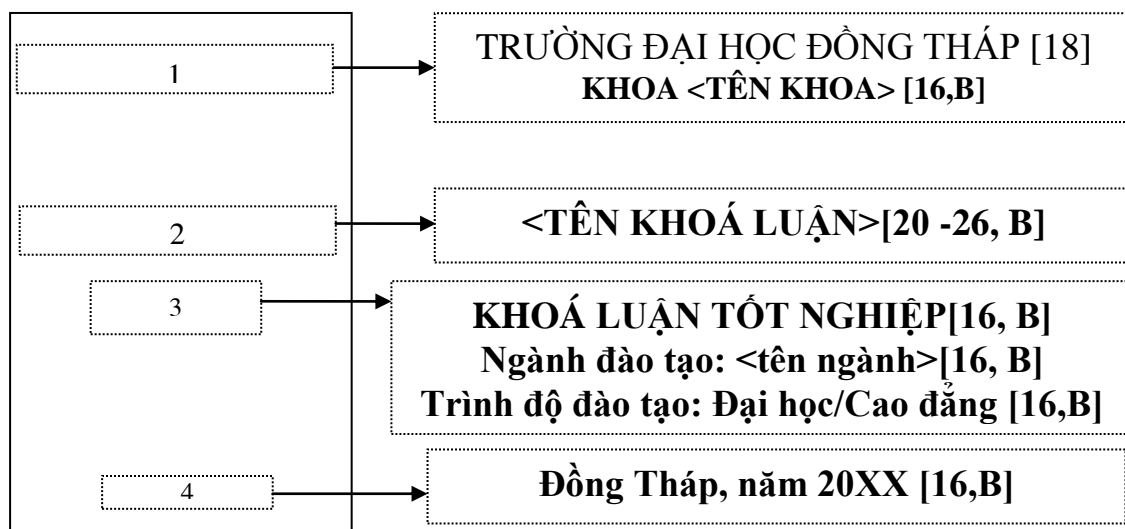 1
TRƯỜNG ĐẠI HỌC ĐỒNG THÁP [18]
KHOA <TÊN KHOA> [16,B]
2
<TÊN KHOÁ LUẬN>[20 -26, B]
3
KHOÁ LUẬN TỐT NGHIỆP[16, B]
Ngành đào tạo: <tên ngành>[16, B]
Trình độ đào tạo: Đại học/Cao đẳng [16,B]
4
Đồng Tháp, năm 20XX [16,B]